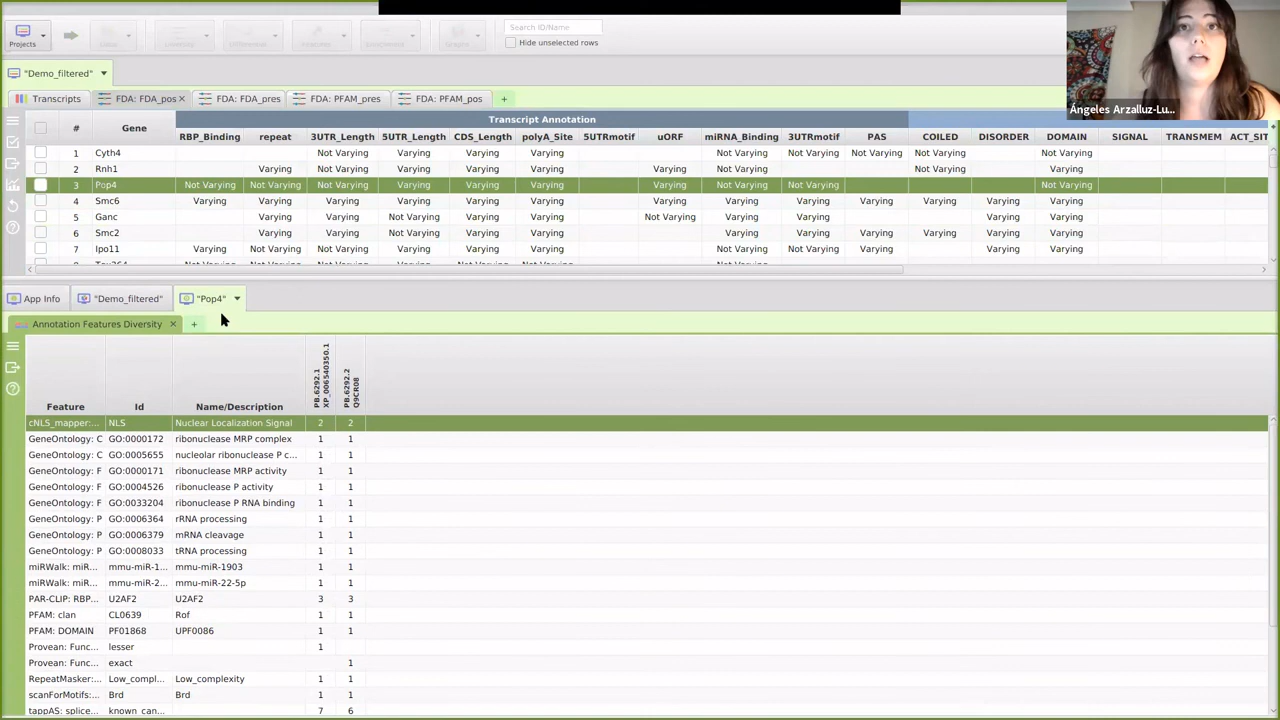 Projects
Search ID/Name
Hide unselected rows
Ángeles Arzalluz-Lu...
"Demo_filtered"
Transcripts FDA: FDA_pos FDA: FDA_pres FDA: PFAM_pres FDA: PFAM_pos +
Transcript Annotation
# Gene RBP_Binding repeat 3UTR_Length 5UTR_Length CDS_Length polyA_Site 5UTRmotif uORF miRNA_Binding 3UTRmotif PAS COILED DISORDER DOMAIN SIGNAL TRANSMEM ACT_SIT
1 Cyth4 Not Varying Varying Varying Varying Not Varying Not Varying Not Varying Not Varying Not Varying
2 Rnh1 Varying Not Varying Varying Varying Varying Varying Not Varying Not Varying Not Varying
3 Pop4 Not Varying Not Varying Not Varying Varying Varying Varying Varying Not Varying Not Varying Not Varying
4 Smc6 Varying Varying Varying Varying Varying Varying Varying Varying Varying Varying Varying Varying Varying
5 Ganc Varying Varying Not Varying Varying Varying Not Varying Varying Varying Varying Varying
6 Smc2 Varying Varying Not Varying Varying Varying Varying Varying Varying Varying Varying Varying
7 Ipo11 Varying Not Varying Not Varying Varying Varying Varying Not Varying Not Varying Varying Varying
App Info "Demo_filtered" "Pop4"
Annotation Features Diversity +
Feature Id Name/Description PB.6292.1 XP_006540350.1 PB.6292.2 Q9CR08
cNLS_mapper:... NLS Nuclear Localization Signal 2 2
GeneOntology: C GO:0000172 ribonuclease MRP complex 1 1
GeneOntology: C GO:0005655 nucleolar ribonuclease P c... 1 1
GeneOntology: F GO:0000171 ribonuclease MRP activity 1 1
GeneOntology: F GO:0004526 ribonuclease P activity 1 1
GeneOntology: F GO:0033204 ribonuclease P RNA binding 1 1
GeneOntology: P GO:0006364 rRNA processing 1 1
GeneOntology: P GO:0006379 mRNA cleavage 1 1
GeneOntology: P GO:0008033 tRNA processing 1 1
miRWalk: miR... mmu-miR-1... mmu-miR-1903 1 1
miRWalk: miR... mmu-miR-2... mmu-miR-22-5p 1 1
PAR-CLIP: RBP... U2AF2 U2AF2 3 3
PFAM: clan CL0639 Rof 1 1
PFAM: DOMAIN PF01868 UPF0086 1 1
Provean: Func... lesser 1
Provean: Func... exact 1
RepeatMasker:... Low_compl... Low_complexity 1 1
scanForMotifs:... Brd Brd 1 1
tappAS: splice... known_can... 7 6